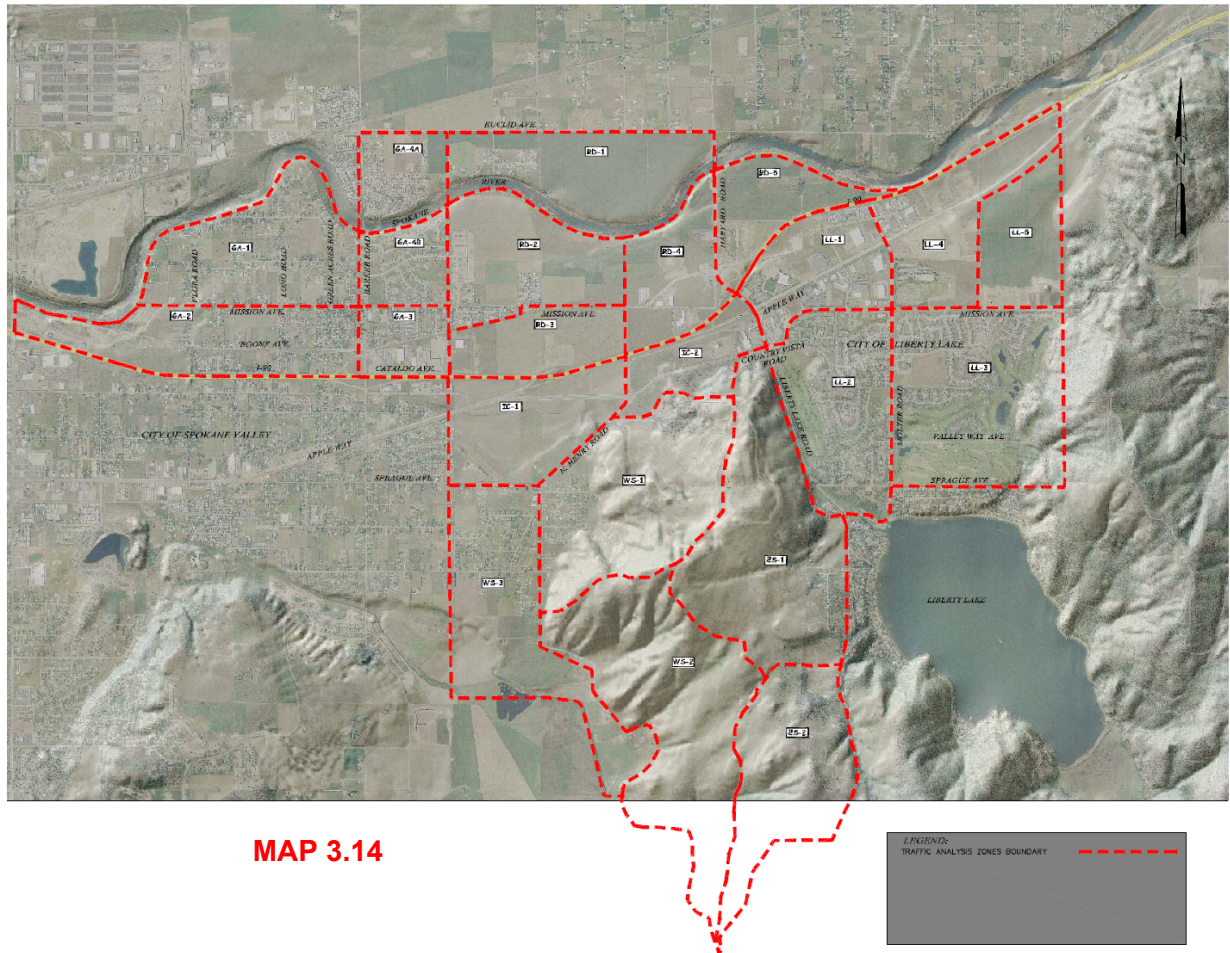 EUCLID AVE.
GA-4A
RD-1
RIVER
SPOKANE
RD-5
HARVARD ROAD
I-90
N
GA-1
GA-4B
RD-2
RD-4
LL-1
LL-4
LL-5
FLORA ROAD
LONG ROAD
GREEN ACRES ROAD
BARKER ROAD
GA-2
MISSION AVE.
GA-3
RD-3
MISSION AVE.
APPLE WAY
MISSION AVE.
BOONE AVE.
I-90
CATALDO AVE.
IC-2
COUNTRY VISTA
ROAD
CITY OF LIBERTY LAKE
LL-2
LL-3
LIBERTY LAKE ROAD
MOLTER ROAD
IC-1
CITY OF SPOKANE VALLEY
APPLE WAY
N. HENRY ROAD
VALLEY WAY AVE.
SPRAGUE AVE.
WS-1
SPRAGUE AVE
WS-3
ES-1
LIBERTY LAKE
WS-2
ES-2
MAP 3.14
LEGEND:
TRAFFIC ANALYSIS ZONES BOUNDARY